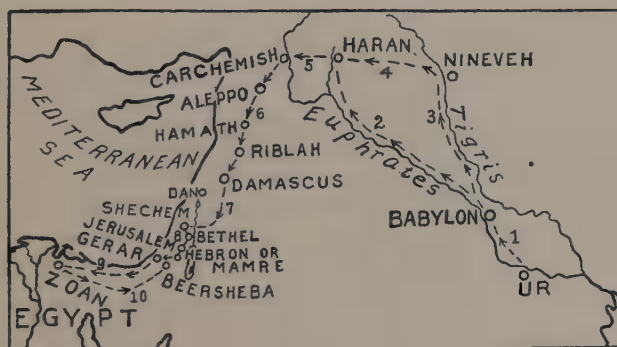 CARCHEMISH
5
HARAN
4
NINEVEH
ALEPPO
MEDITERRANEAN
SEA
6
2
3
Tigris
HAMATH
Euphrates
RIBLAH
DAN
DAMASCUS
SHECHEM
7
BABYLON
JERUSALEM
8
BETHEL
1
GERAR
HEBRON OR
MAMRE
9
ZOAN
10
BEERSHEBA
UR
EGYPT